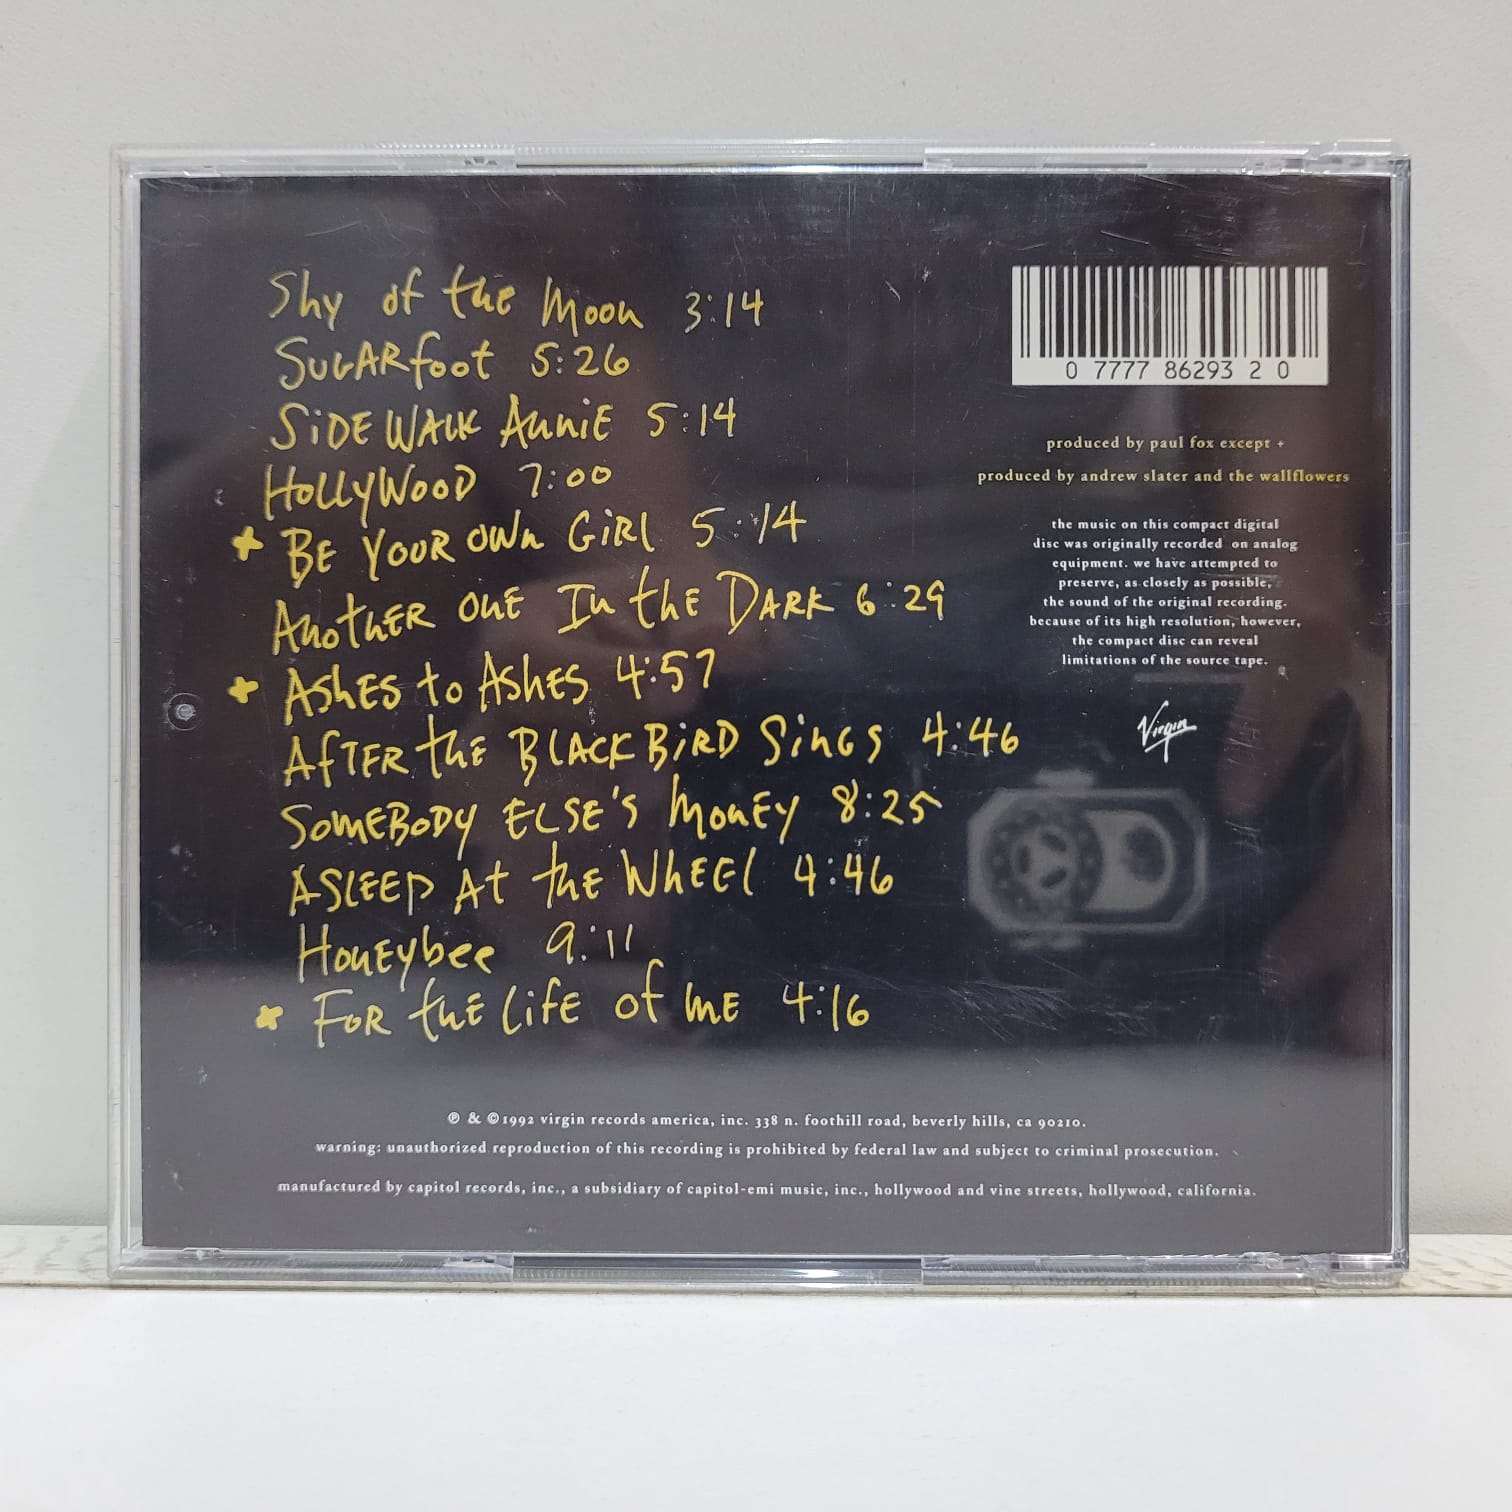 Shy of the Moon 3:14
SUGARfoot 5:26
SiDEWALK AnniE 5:14
HollyWooD 7:00
+ BE YOUR OWn GiRl 5:14
AnothER onE In thE DARK 6:29
+ AShES to AShES 4:57
AfTER thE BLACKBiRD SinGS 4:46
SomEBoDY ELSE'S MonEy 8:25
ASLEEP At thE WhEEl 4:46
HonEybee 9:11
+ FoR thE LifE of mE 4:16
0 7777 86293 2 0
produced by paul fox except +
produced by andrew slater and the wallflowers
the music on this compact digital
disc was originally recorded on analog
equipment. we have attempted to
preserve, as closely as possible,
the sound of the original recording.
because of its high resolution, however,
the compact disc can reveal
limitations of the source tape.
Virgin
℗ & © 1992 virgin records america, inc. 338 n. foothill road, beverly hills, ca 90210.
warning: unauthorized reproduction of this recording is prohibited by federal law and subject to criminal prosecution.
manufactured by capitol records, inc., a subsidiary of capitol-emi music, inc., hollywood and vine streets, hollywood, california.